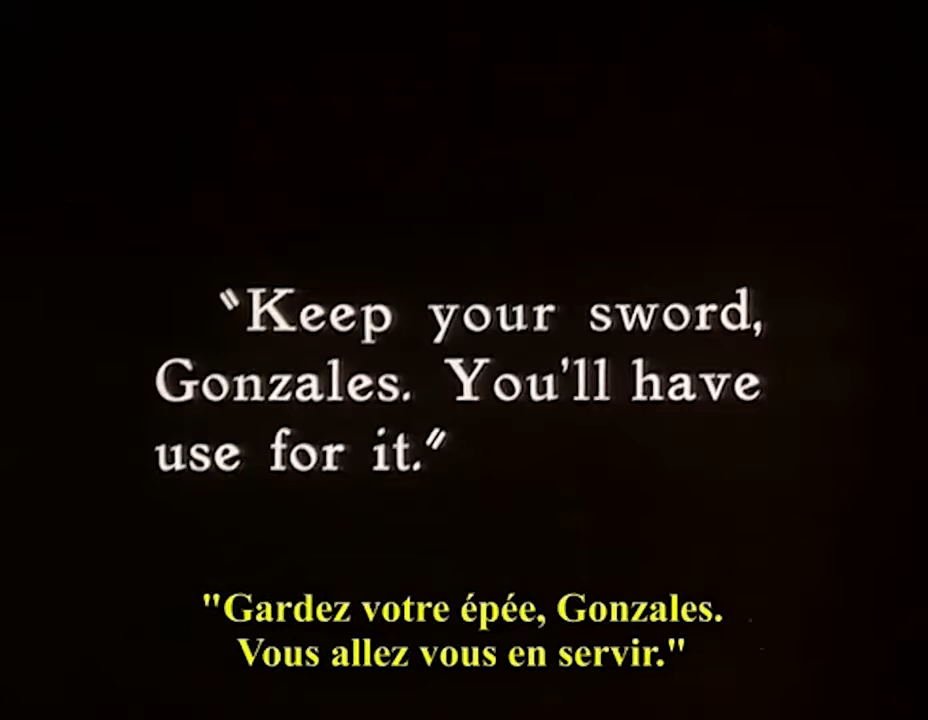 "Keep your sword,
Gonzales. You'll have
use for it."
"Gardez votre épée, Gonzales.
Vous allez vous en servir."